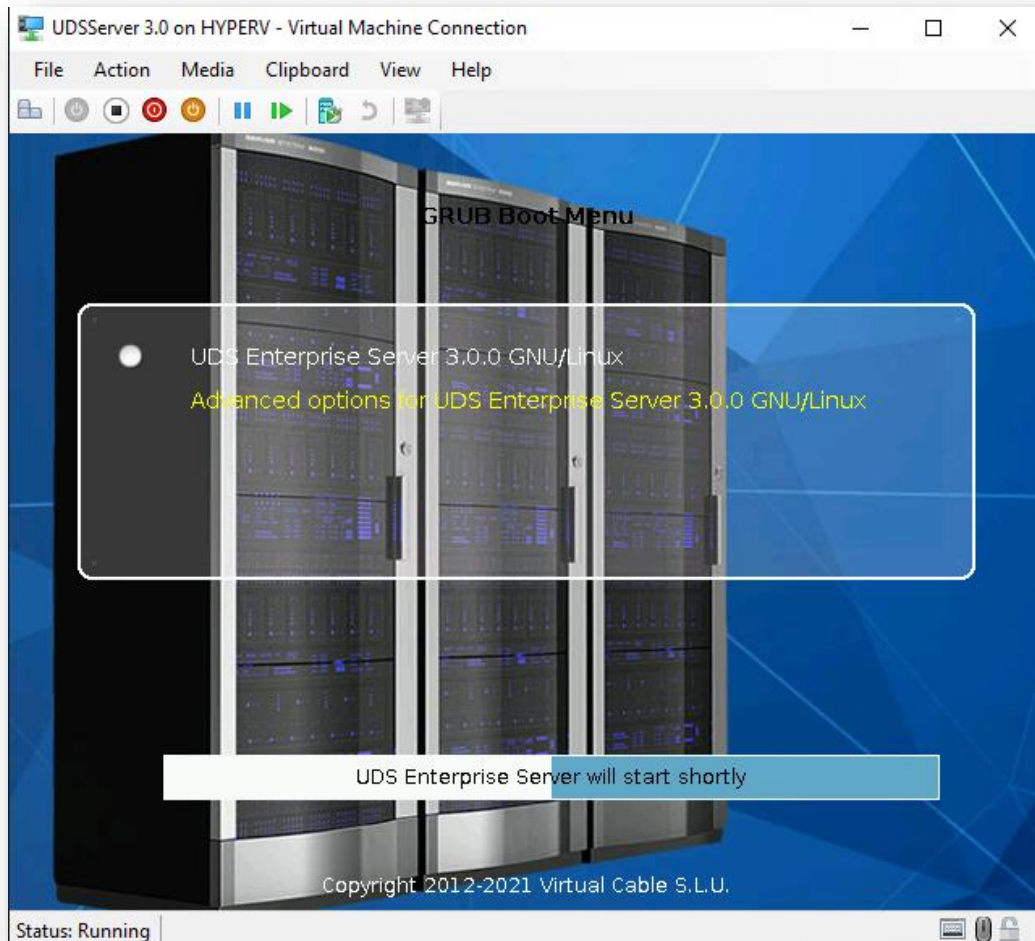 UDSServer 3.0 on HYPERV - Virtual Machine Connection
File Action Media Clipboard View Help
GRUB Boot Menu
UDS Enterprise Server 3.0.0 GNU/Linux
Advanced options for UDS Enterprise Server 3.0.0 GNU/Linux
UDS Enterprise Server will start shortly
Copyright 2012-2021 Virtual Cable S.L.U.
Status: Running